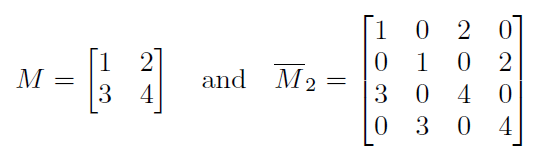 M = [1 2; 3 4] and M̅₂ = [1 0 2 0; 0 1 0 2; 3 0 4 0; 0 3 0 4]